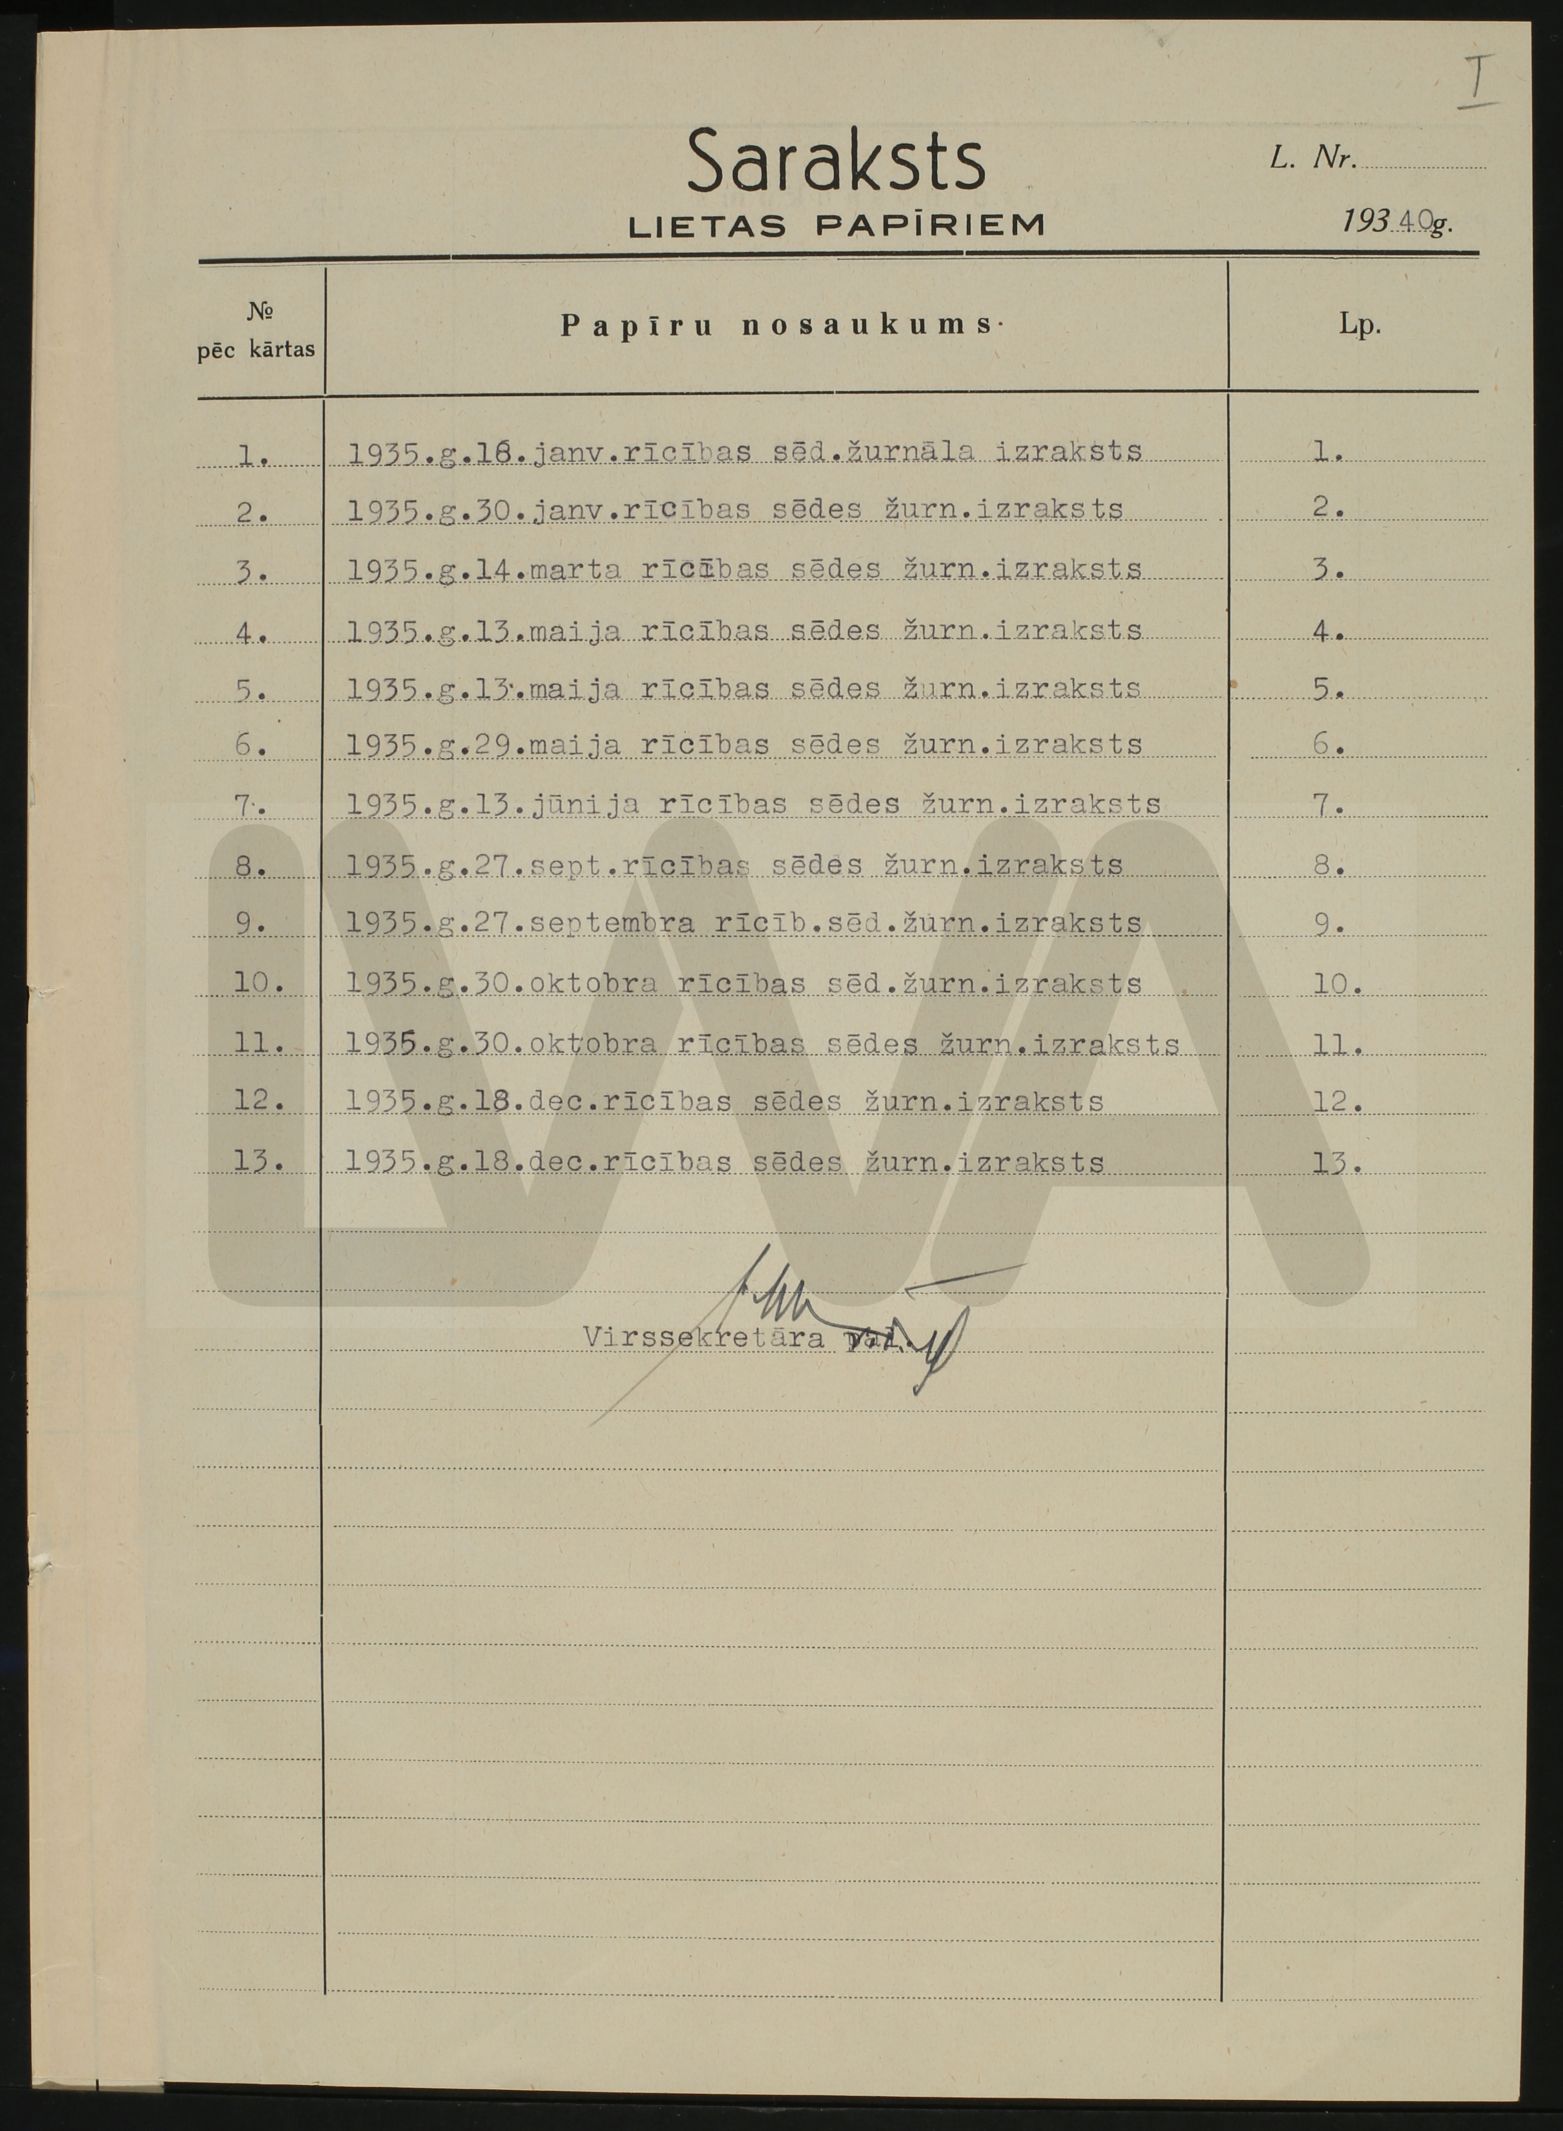 I
Saraksts
L. Nr.
LIETAS PAPĪRIEM
193 40g.
№ pēc kārtas Papīru nosaukums. Lp.
1. 1935.g.16.janv.rīcības sēd.žurnāla izraksts 1.
2. 1935.g.30.janv.rīcības sēdes žurn.izraksts 2.
3. 1935.g.14.marta rīcības sēdes žurn.izraksts 3.
4. 1935.g.13.maija rīcības sēdes žurn.izraksts 4.
5. 1935.g.13.maija rīcības sēdes žurn.izraksts 5.
6. 1935.g.29.maija rīcības sēdes žurn.izraksts 6.
7. 1935.g.13.jūnija rīcības sēdes žurn.izraksts 7.
8. 1935.g.27.sept.rīcības sēdes žurn.izraksts 8.
9. 1935.g.27.septembra rīcīb.sēd.žurn.izraksts 9.
10. 1935.g.30.oktobra rīcības sēd.žurn.izraksts 10.
11. 1935.g.30.oktobra rīcības sēdes žurn.izraksts 11.
12. 1935.g.18.dec.rīcības sēdes žurn.izraksts 12.
13. 1935.g.18.dec.rīcības sēdes žurn.izraksts 13.
LVVA
Virssekretāra